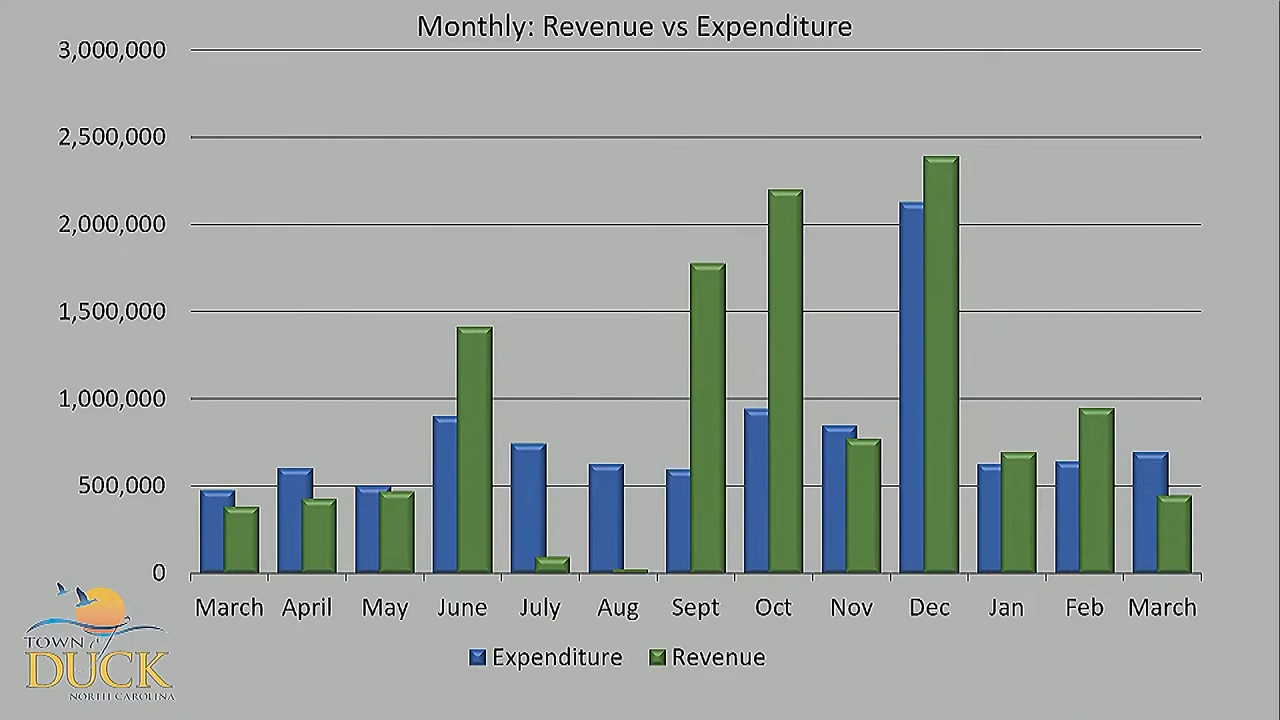 Monthly: Revenue vs Expenditure
3,000,000
2,500,000
2,000,000
1,500,000
1,000,000
500,000
0
March April May June July Aug Sept Oct Nov Dec Jan Feb March
Expenditure Revenue
TOWN of
DUCK
NORTH CAROLINA